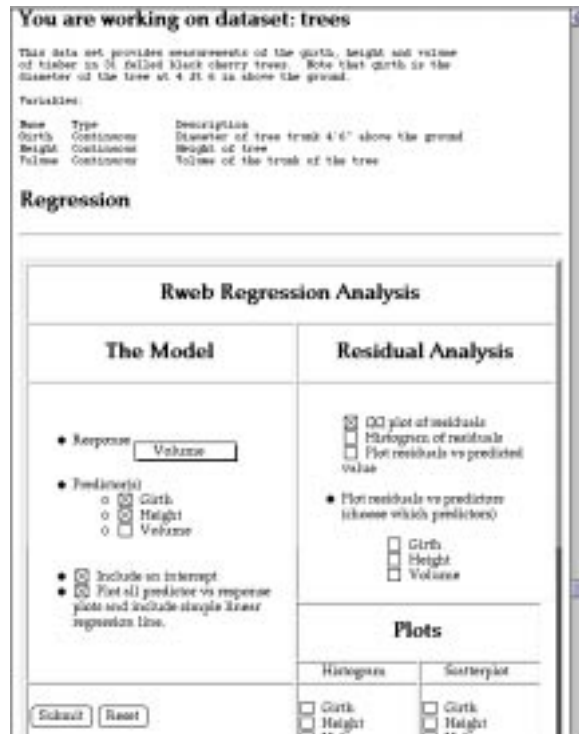 You are working on dataset: trees
This data set provides measurements of the girth, height and volume
of timber in 31 felled black cherry trees. Note that girth is the
diameter of the tree at 4 ft 6 in above the ground.
Variables:
Name Type Description
Girth Continuous Diameter of tree trunk 4'6" above the ground
Height Continuous Height of tree
Volume Continuous Volume of the trunk of the tree
Regression
Rweb Regression Analysis
The Model
Response Volume
Predictor(s)
Girth
Height
Volume
Include an intercept
Plot all predictor vs response
plots and include simple linear
regression line.
Submit Reset
Residual Analysis
QQ plot of residuals
Histogram of residuals
Plot residuals vs predicted
value
Plot residuals vs predictors
(choose which predictors)
Girth
Height
Volume
Plots
Histogram Scatterplot
Girth Girth
Height Height